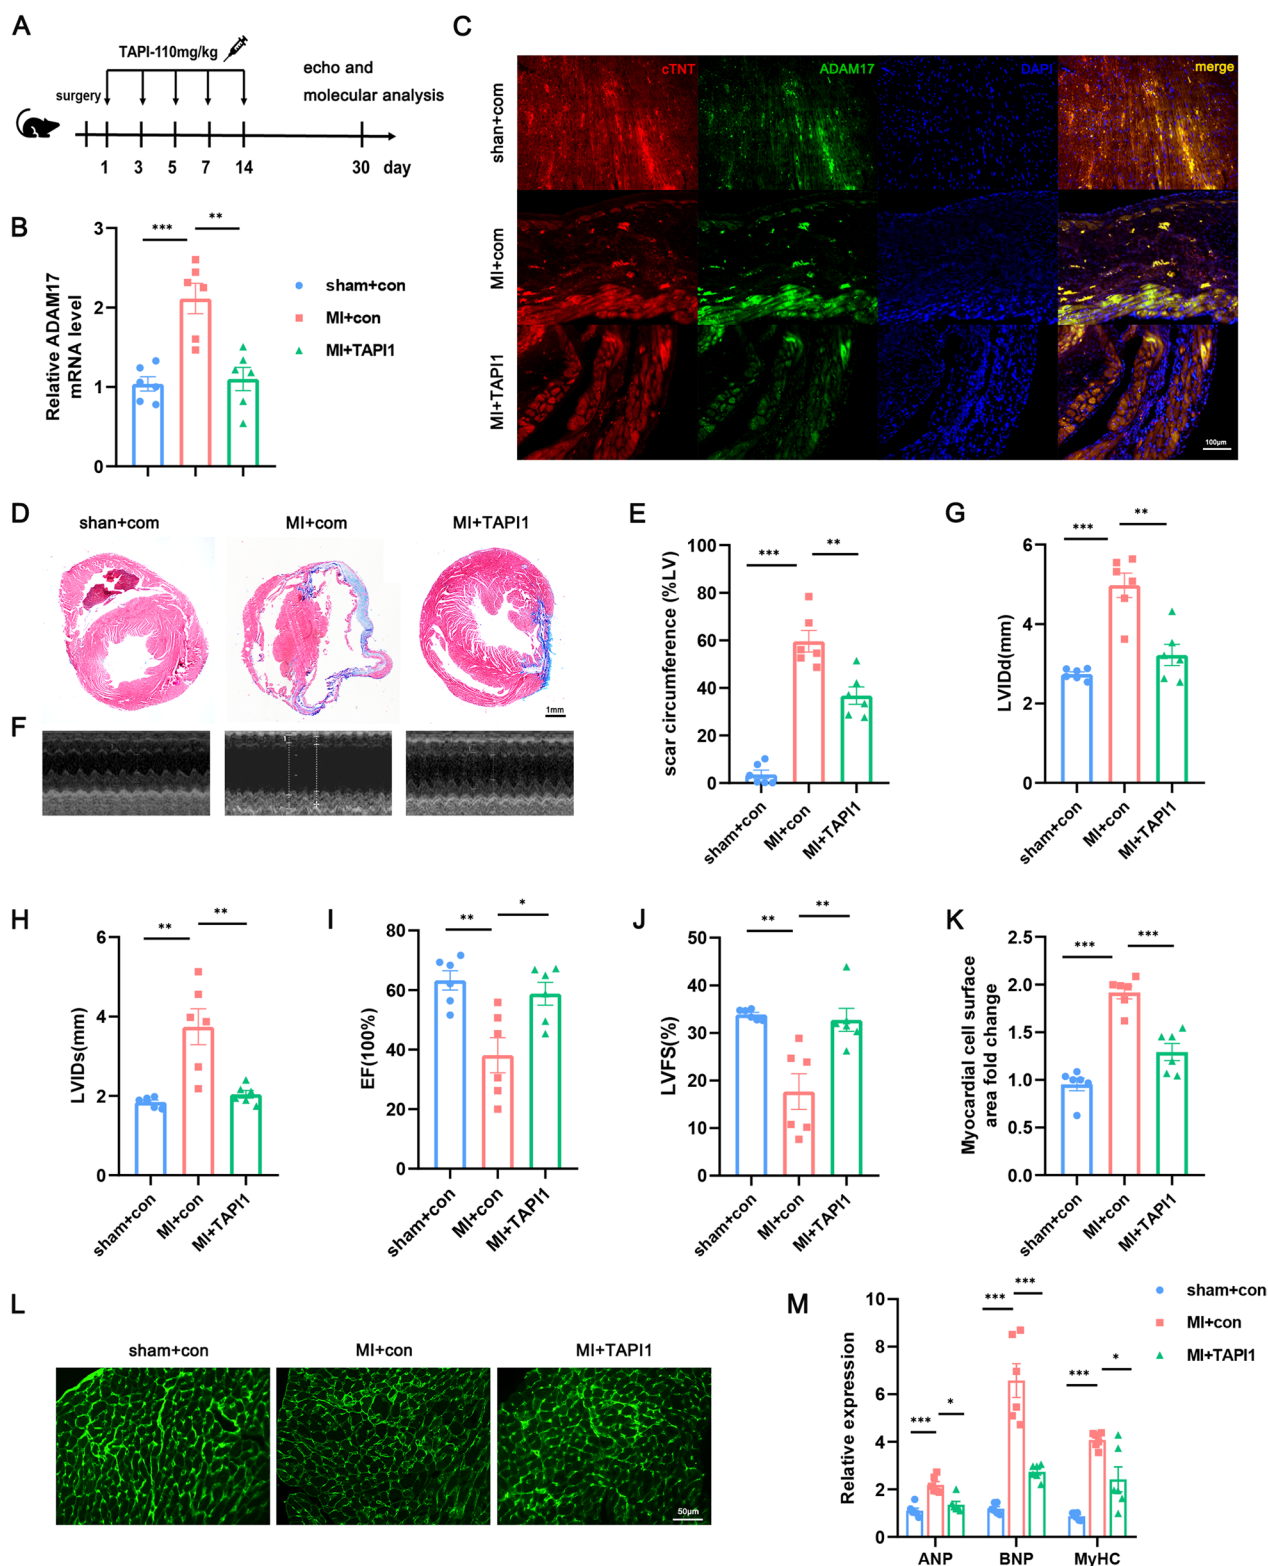 A
TAPI-110mg/kg
surgery
echo and
molecular analysis
1 3 5 7 14 30 day
B
Relative ADAM17
mRNA level
3
2
1
0
***
**
sham+con
MI+con
MI+TAPI1
C
cTNT
ADAM17
DAPI
merge
shan+com
MI+com
MI+TAPI1
100µm
D
shan+com
MI+com
MI+TAPI1
1mm
F
E
scar circumference (%LV)
100
80
60
40
20
0
***
**
sham+con
MI+con
MI+TAPI1
G
LVIDd(mm)
6
4
2
0
***
**
sham+con
MI+con
MI+TAPI1
H
LVIDs(mm)
6
4
2
0
**
**
sham+con
MI+con
MI+TAPI1
I
EF(100%)
80
60
40
20
0
**
*
sham+con
MI+con
MI+TAPI1
J
LVFS(%)
50
40
30
20
10
0
**
**
sham+con
MI+con
MI+TAPI1
K
Myocardial cell surface
area fold change
2.5
2.0
1.5
1.0
0.5
0.0
***
***
sham+con
MI+con
MI+TAPI1
L
sham+con
MI+con
MI+TAPI1
50µm
M
Relative expression
10
8
6
4
2
0
***
*
***
***
***
*
ANP
BNP
MyHC
sham+con
MI+con
MI+TAPI1